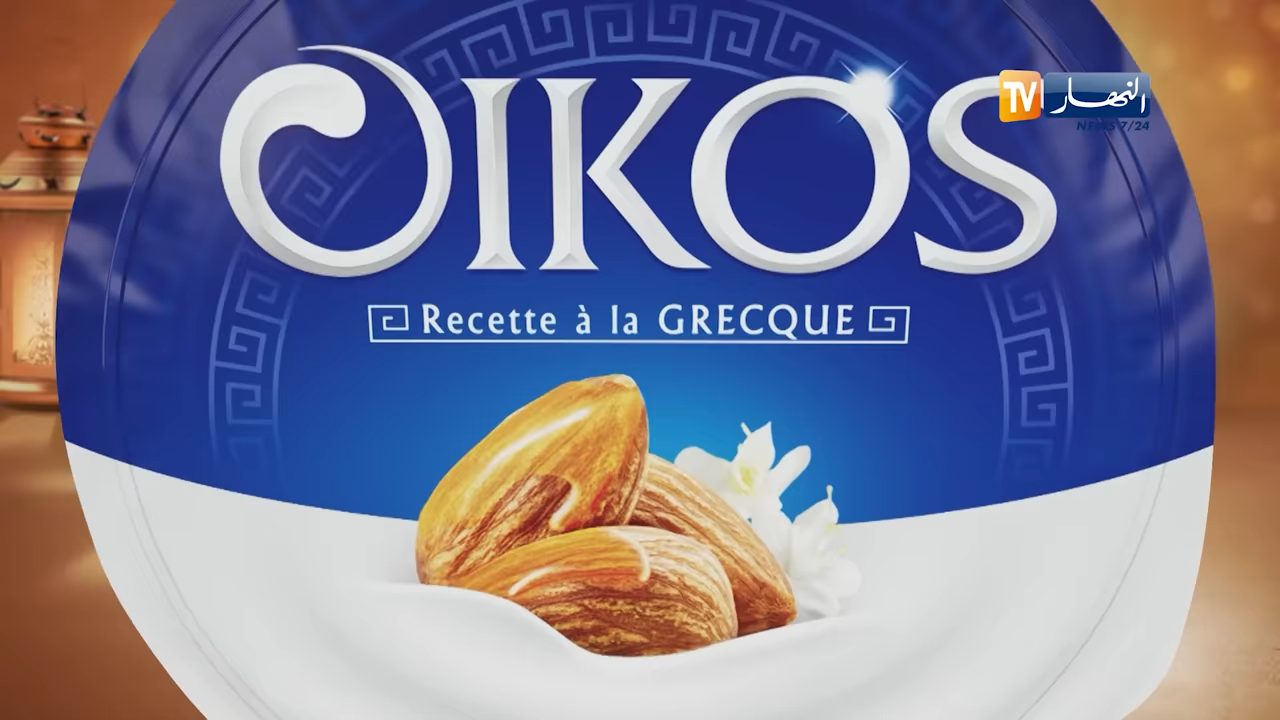 OIKOS
TV النهار
NEWS 7/24
Recette à la GRECQUE